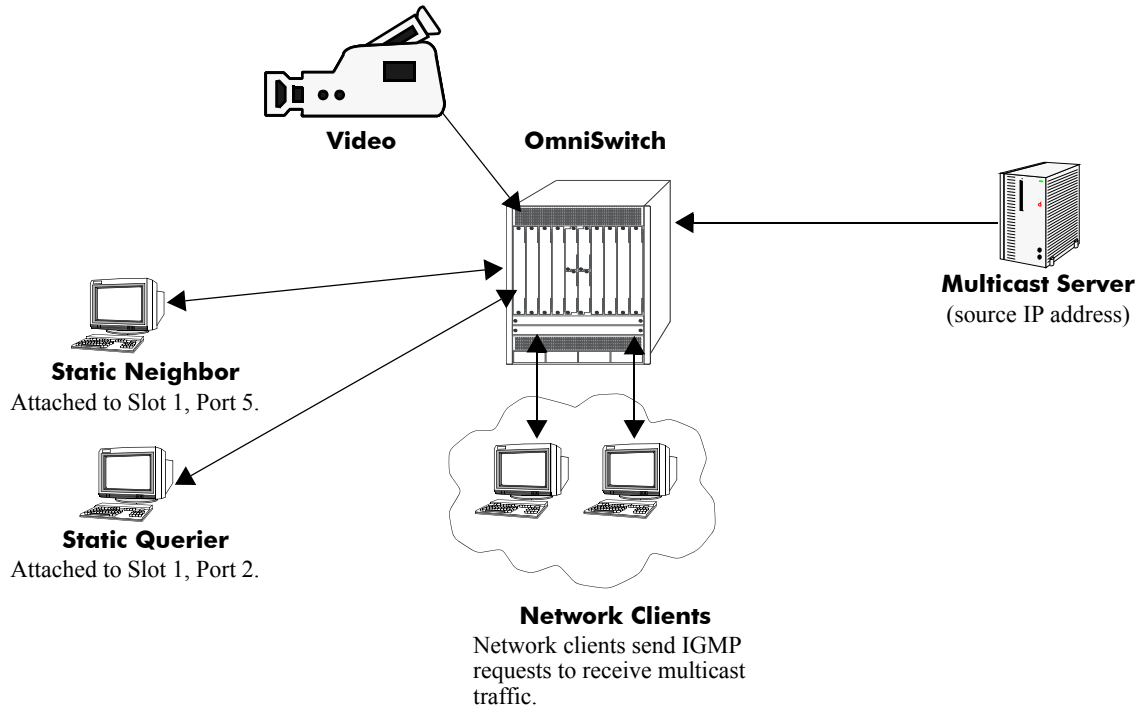 Video
OmniSwitch
Multicast Server
(source IP address)
Static Neighbor
Attached to Slot 1, Port 5.
Static Querier
Attached to Slot 1, Port 2.
Network Clients
Network clients send IGMP
requests to receive multicast
traffic.